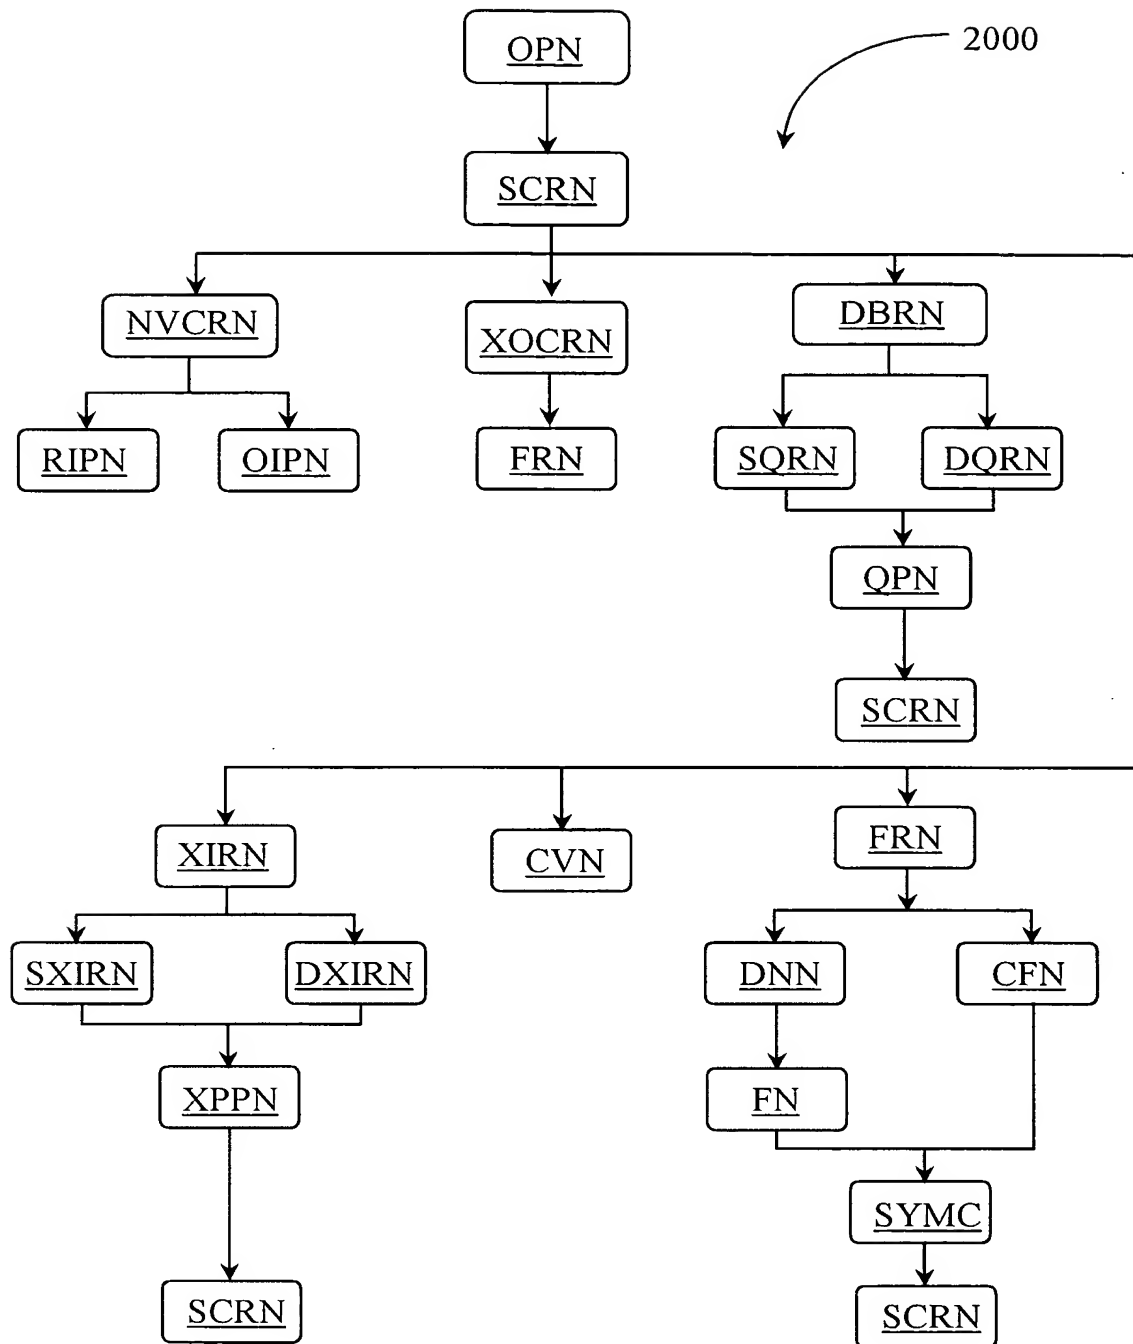 OPN
2000
SCRN
NVCRN
XOCRN
DBRN
RIPN
OIPN
FRN
SQRN
DQRN
QPN
SCRN
XIRN
CVN
FRN
SXIRN
DXIRN
DNN
CFN
XPPN
FN
SYMC
SCRN
SCRN